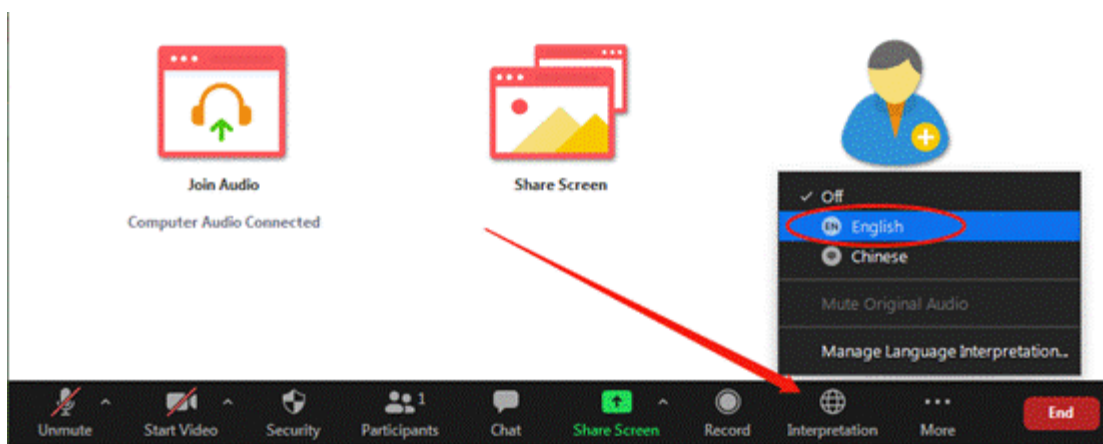 Join Audio
Computer Audio Connected
Share Screen
Off
EN English
Chinese
Mute Original Audio
Manage Language Interpretation...
1
Unmute
Start Video
Security
Participants
Chat
Share Screen
Record
Interpretation
More
End